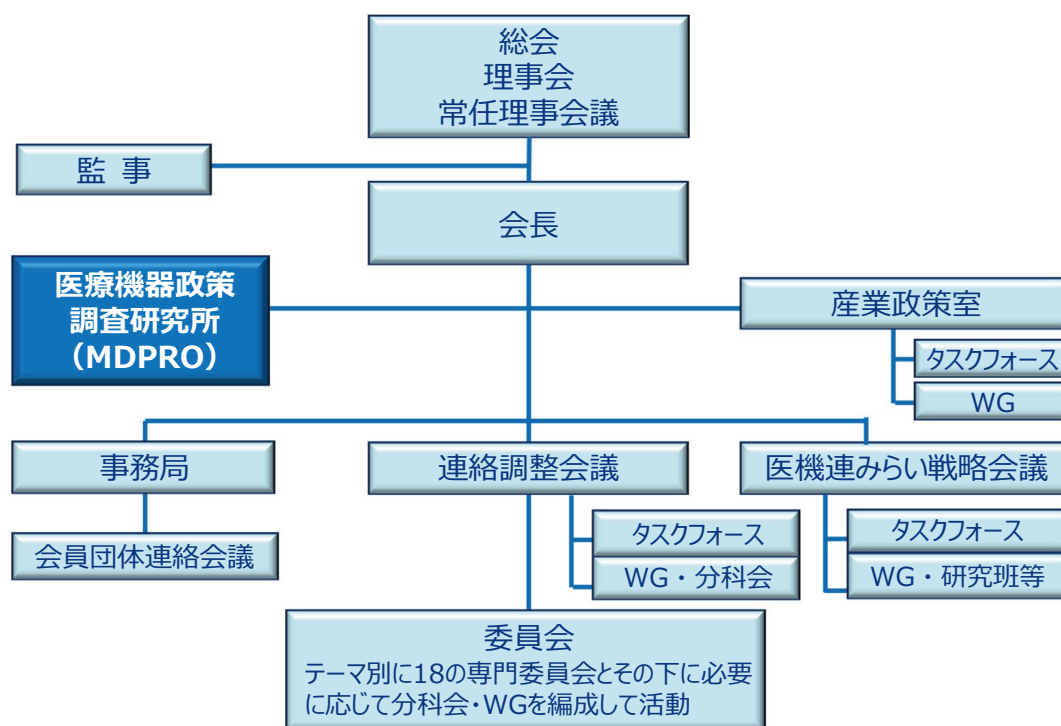 総会
理事会
常任理事会議
監 事
会長
医療機器政策
調査研究所
（MDPRO）
産業政策室
タスクフォース
WG
事務局
連絡調整会議
医機連みらい戦略会議
会員団体連絡会議
タスクフォース
WG・分科会
タスクフォース
WG・研究班等
委員会
テーマ別に18の専門委員会とその下に必要
に応じて分科会・WGを編成して活動